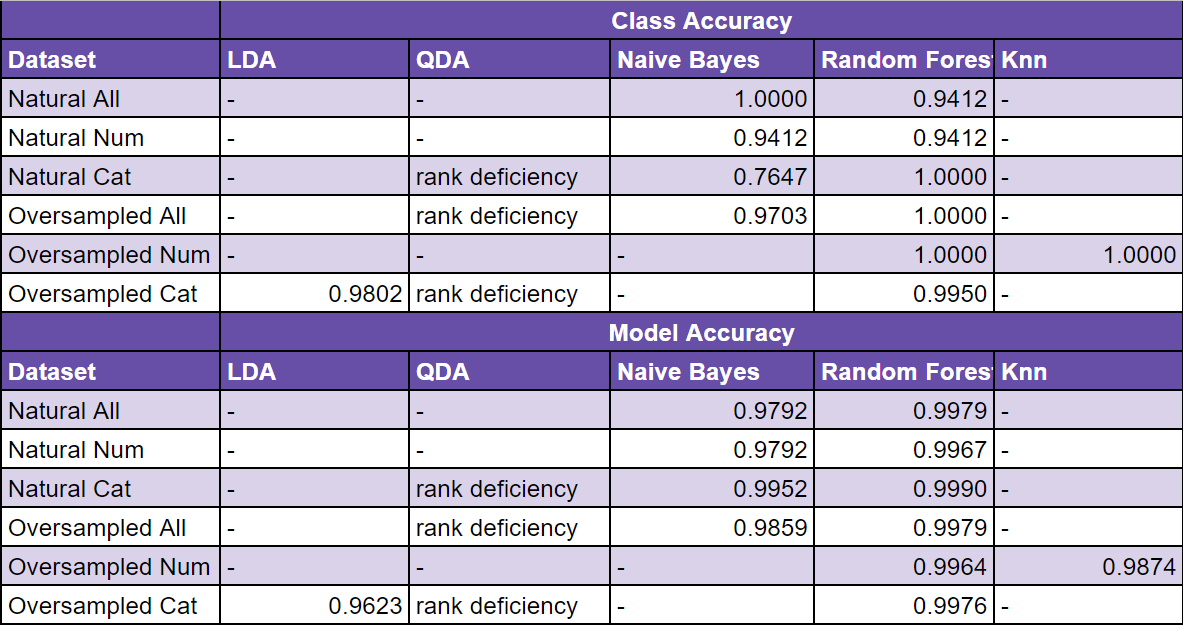 Class Accuracy
Dataset LDA QDA Naive Bayes Random Fores Knn
Natural All - - 1.0000 0.9412 -
Natural Num - - 0.9412 0.9412 -
Natural Cat - rank deficiency 0.7647 1.0000 -
Oversampled All - rank deficiency 0.9703 1.0000 -
Oversampled Num - - - 1.0000 1.0000
Oversampled Cat 0.9802 rank deficiency - 0.9950 -
Model Accuracy
Dataset LDA QDA Naive Bayes Random Fores Knn
Natural All - - 0.9792 0.9979 -
Natural Num - - 0.9792 0.9967 -
Natural Cat - rank deficiency 0.9952 0.9990 -
Oversampled All - rank deficiency 0.9859 0.9979 -
Oversampled Num - - - 0.9964 0.9874
Oversampled Cat 0.9623 rank deficiency - 0.9976 -